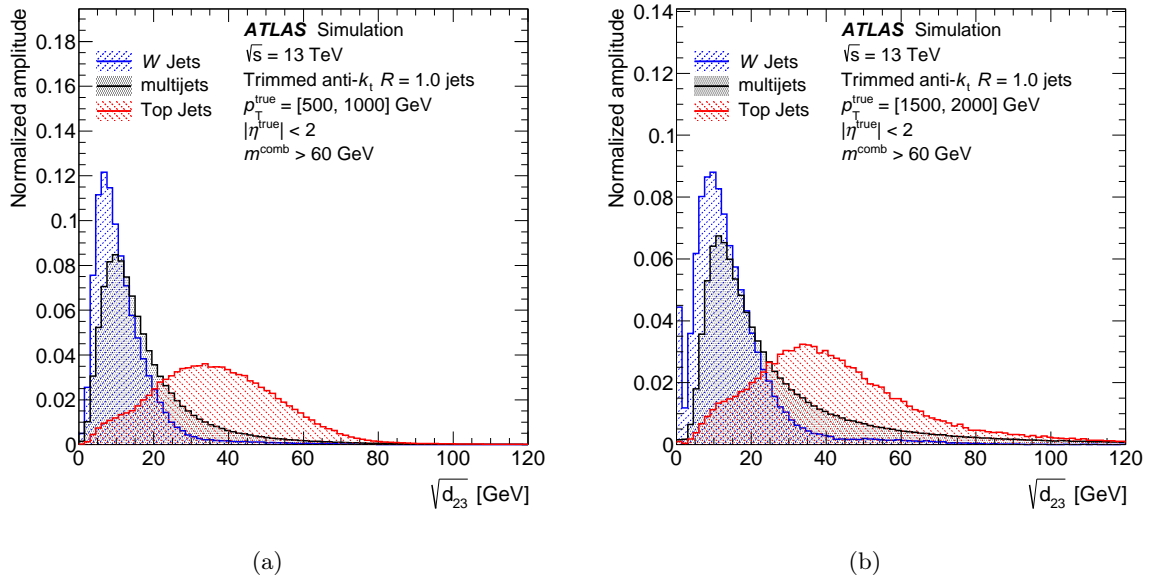 Normalized amplitude
0.18
0.16
0.14
0.12
0.1
0.08
0.06
0.04
0.02
0
ATLAS Simulation
√s = 13 TeV
Trimmed anti-kₜ R = 1.0 jets
p_T^true = [500, 1000] GeV
|η^true| < 2
m^comb > 60 GeV
W Jets
multijets
Top Jets
0 20 40 60 80 100 120
√d₂₃ [GeV]
(a)
Normalized amplitude
0.14
0.12
0.1
0.08
0.06
0.04
0.02
0
ATLAS Simulation
√s = 13 TeV
Trimmed anti-kₜ R = 1.0 jets
p_T^true = [1500, 2000] GeV
|η^true| < 2
m^comb > 60 GeV
W Jets
multijets
Top Jets
0 20 40 60 80 100 120
√d₂₃ [GeV]
(b)